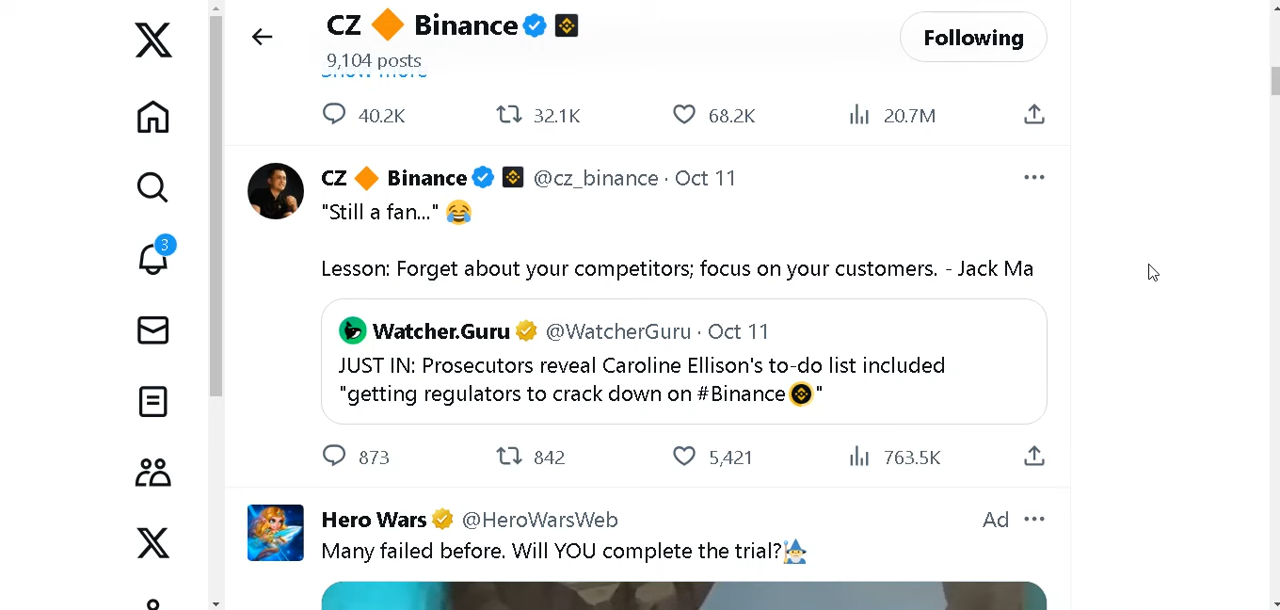 CZ 🔶 Binance
9,104 posts
Following
Show more
40.2K 32.1K 68.2K 20.7M
3
CZ 🔶 Binance @cz_binance · Oct 11
"Still a fan..." 😂
Lesson: Forget about your competitors; focus on your customers. - Jack Ma
Watcher.Guru @WatcherGuru · Oct 11
JUST IN: Prosecutors reveal Caroline Ellison's to-do list included
"getting regulators to crack down on #Binance"
873 842 5,421 763.5K
Hero Wars @HeroWarsWeb Ad
Many failed before. Will YOU complete the trial?🧙‍♂️